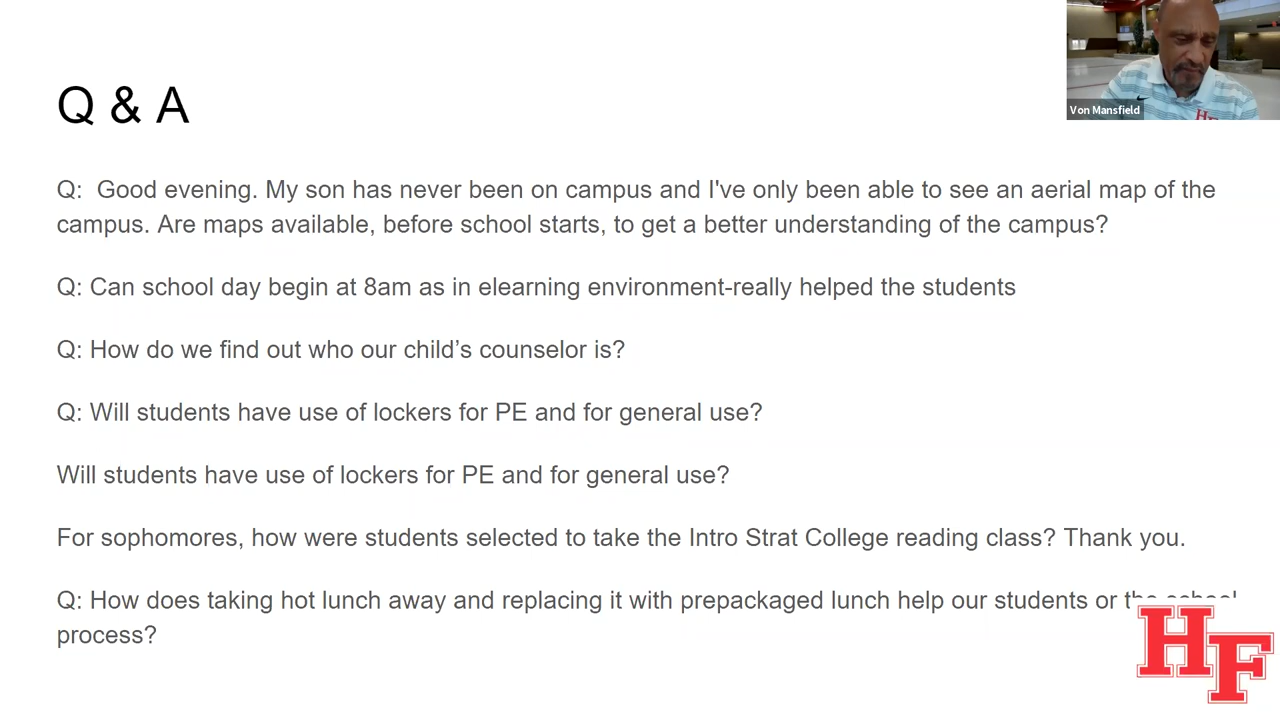 Q & A
Von Mansfield
HF
Q:  Good evening. My son has never been on campus and I've only been able to see an aerial map of the
campus. Are maps available, before school starts, to get a better understanding of the campus?
Q: Can school day begin at 8am as in elearning environment-really helped the students
Q: How do we find out who our child's counselor is?
Q: Will students have use of lockers for PE and for general use?
Will students have use of lockers for PE and for general use?
For sophomores, how were students selected to take the Intro Strat College reading class? Thank you.
Q: How does taking hot lunch away and replacing it with prepackaged lunch help our students or the school
process?
HF